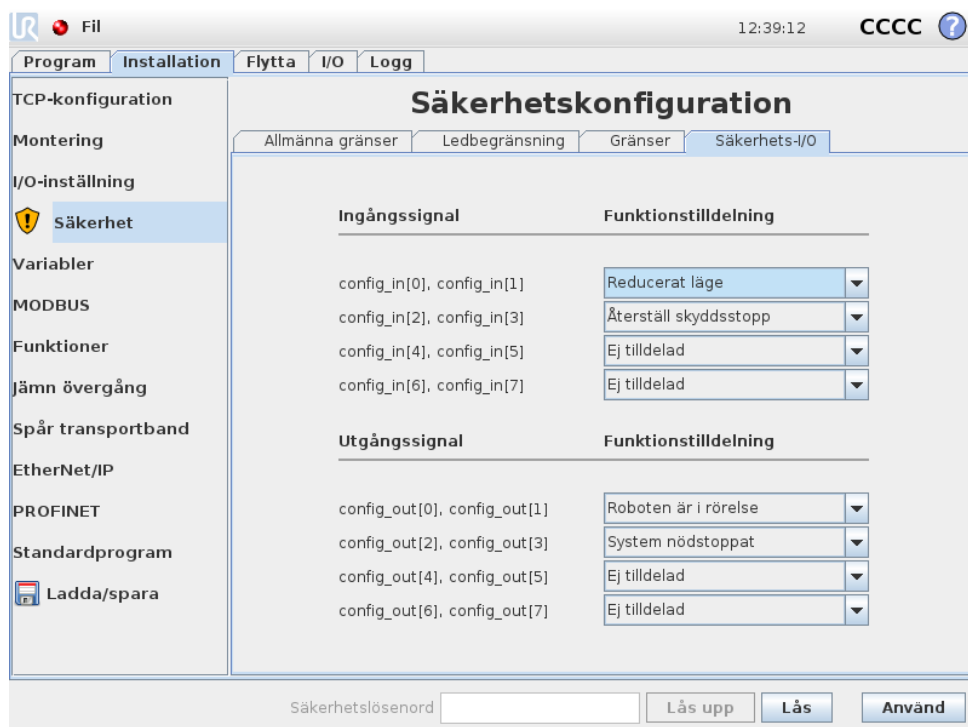 UR Fil 12:39:12 CCCC ?
Program Installation Flytta I/O Logg
TCP-konfiguration
Montering
I/O-inställning
Säkerhet
Variabler
MODBUS
Funktioner
Jämn övergång
Spår transportband
EtherNet/IP
PROFINET
Standardprogram
Ladda/spara
Säkerhetskonfiguration
Allmänna gränser Ledbegränsning Gränser Säkerhets-I/O
Ingångssignal Funktionstilldelning
config_in[0], config_in[1] Reducerat läge
config_in[2], config_in[3] Återställ skyddsstopp
config_in[4], config_in[5] Ej tilldelad
config_in[6], config_in[7] Ej tilldelad
Utgångssignal Funktionstilldelning
config_out[0], config_out[1] Roboten är i rörelse
config_out[2], config_out[3] System nödstoppat
config_out[4], config_out[5] Ej tilldelad
config_out[6], config_out[7] Ej tilldelad
Säkerhetslösenord Lås upp Lås Använd